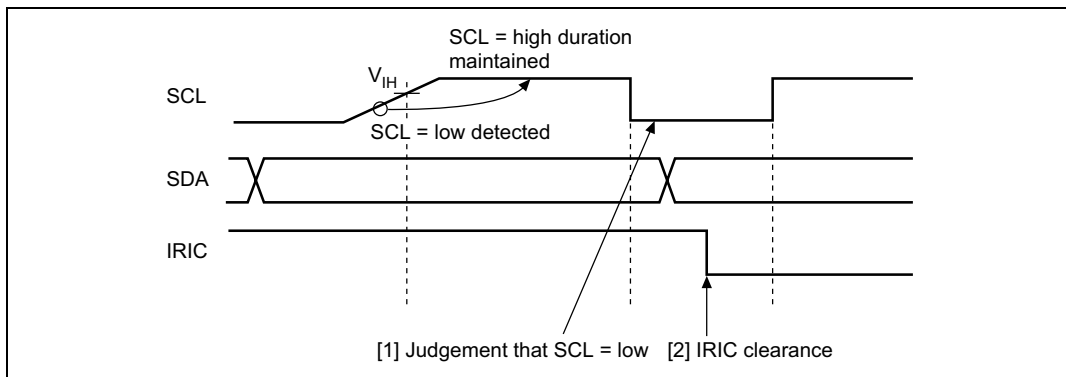 SCL = high duration
maintained
VIH
SCL
SCL = low detected
SDA
IRIC
[1] Judgement that SCL = low [2] IRIC clearance